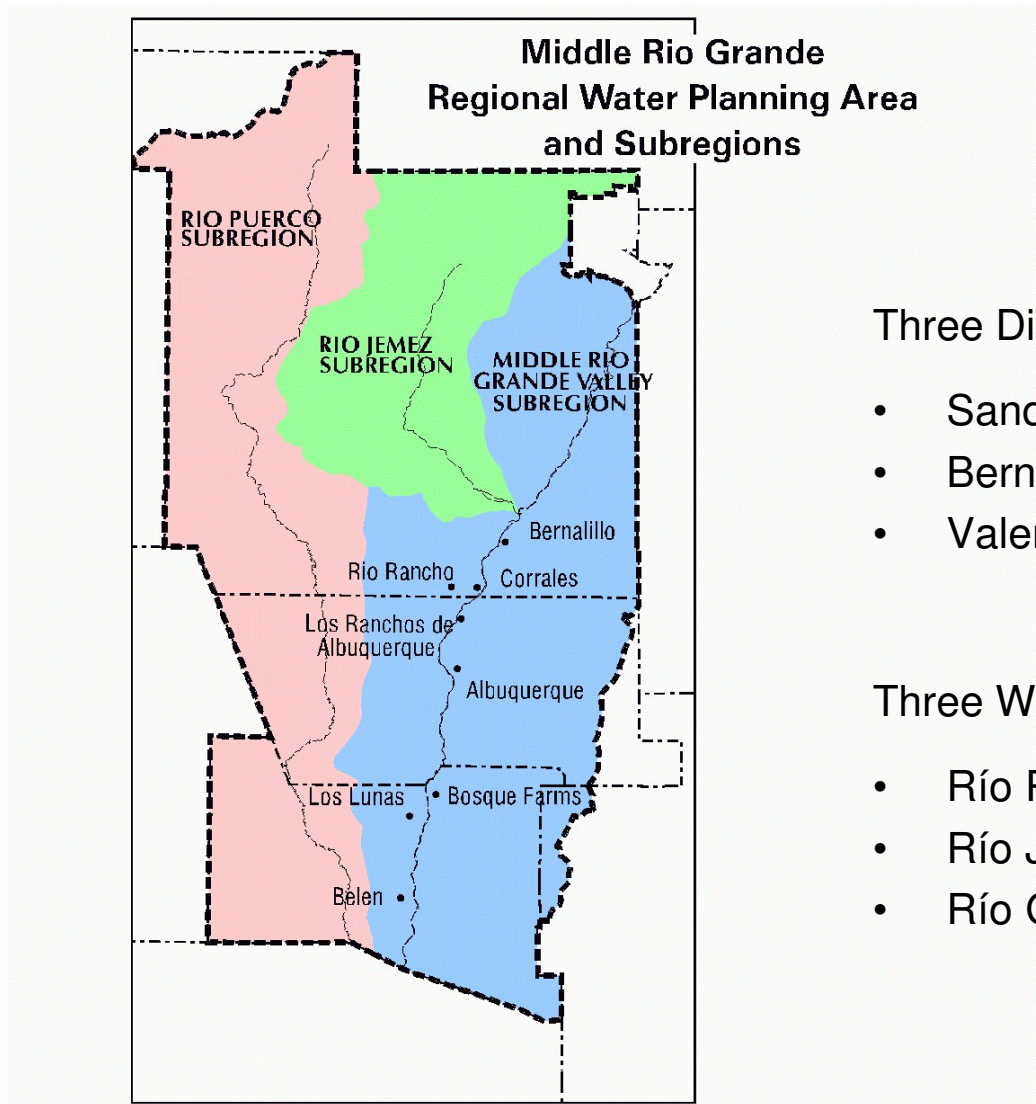 Middle Rio Grande
Regional Water Planning Area
and Subregions
RIO PUERCO
SUBREGION
RIO JEMEZ
SUBREGION
MIDDLE RIO
GRANDE VALLEY
SUBREGION
Bernalillo
Rio Rancho
Corrales
Los Ranchos de
Albuquerque
Albuquerque
Los Lunas
Bosque Farms
Belen
Three Di
• Sand
• Bern
• Valen
Three W
• Río P
• Río J
• Río G